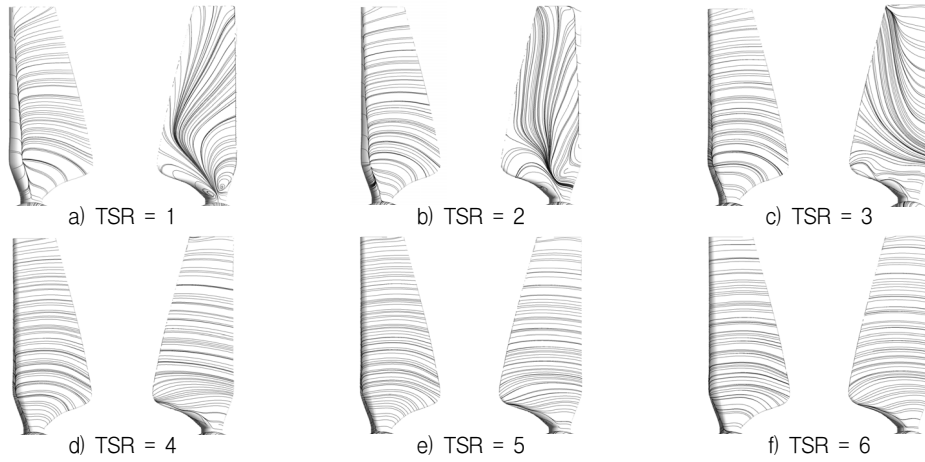 a) TSR = 1
b) TSR = 2
c) TSR = 3
d) TSR = 4
e) TSR = 5
f) TSR = 6